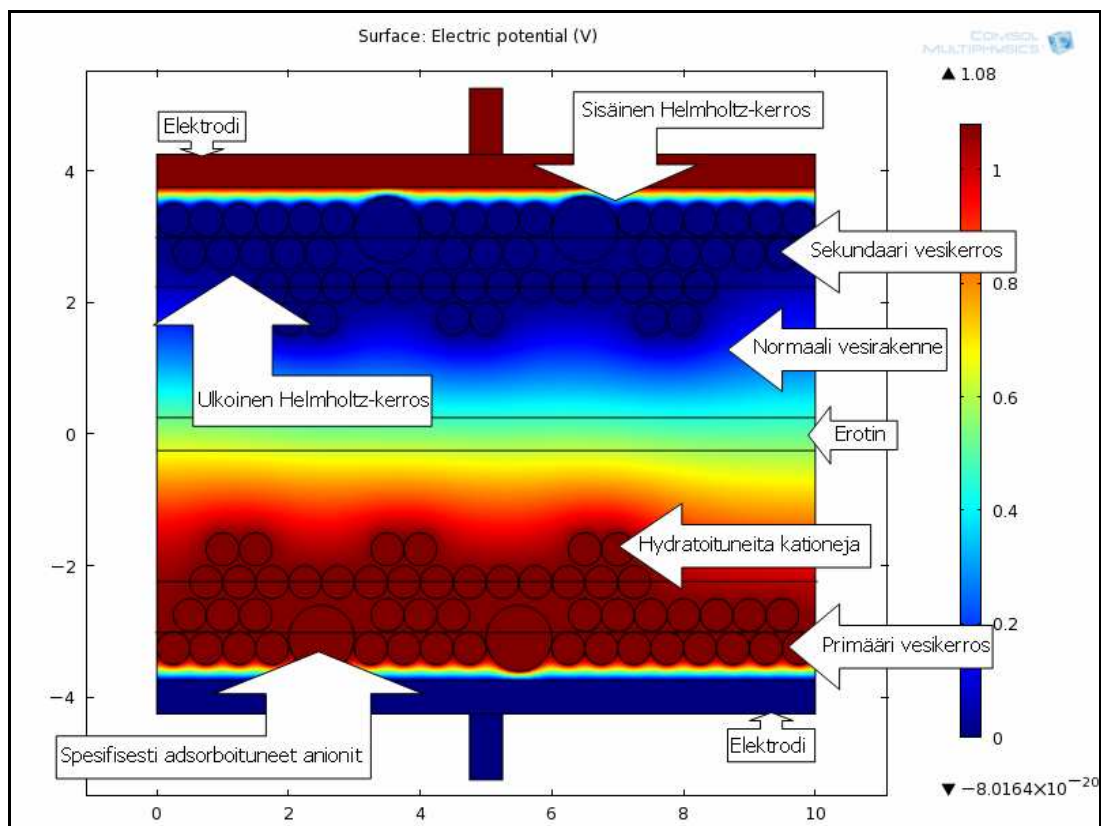 Surface: Electric potential (V)
COMSOL
MULTIPHYSICS
▲ 1.08
Elektrodi
Sisäinen Helmholtz-kerros
Sekundaari vesikerros
Normaali vesirakenne
Ulkoinen Helmholtz-kerros
Erotin
Hydratoituneita kationeja
Primääri vesikerros
Spesifisesti adsorboituneet anionit
Elektrodi
4
2
0
−2
−4
0 2 4 6 8 10
1
0.8
0.6
0.4
0.2
0
▼ −8.0164×10⁻²⁰